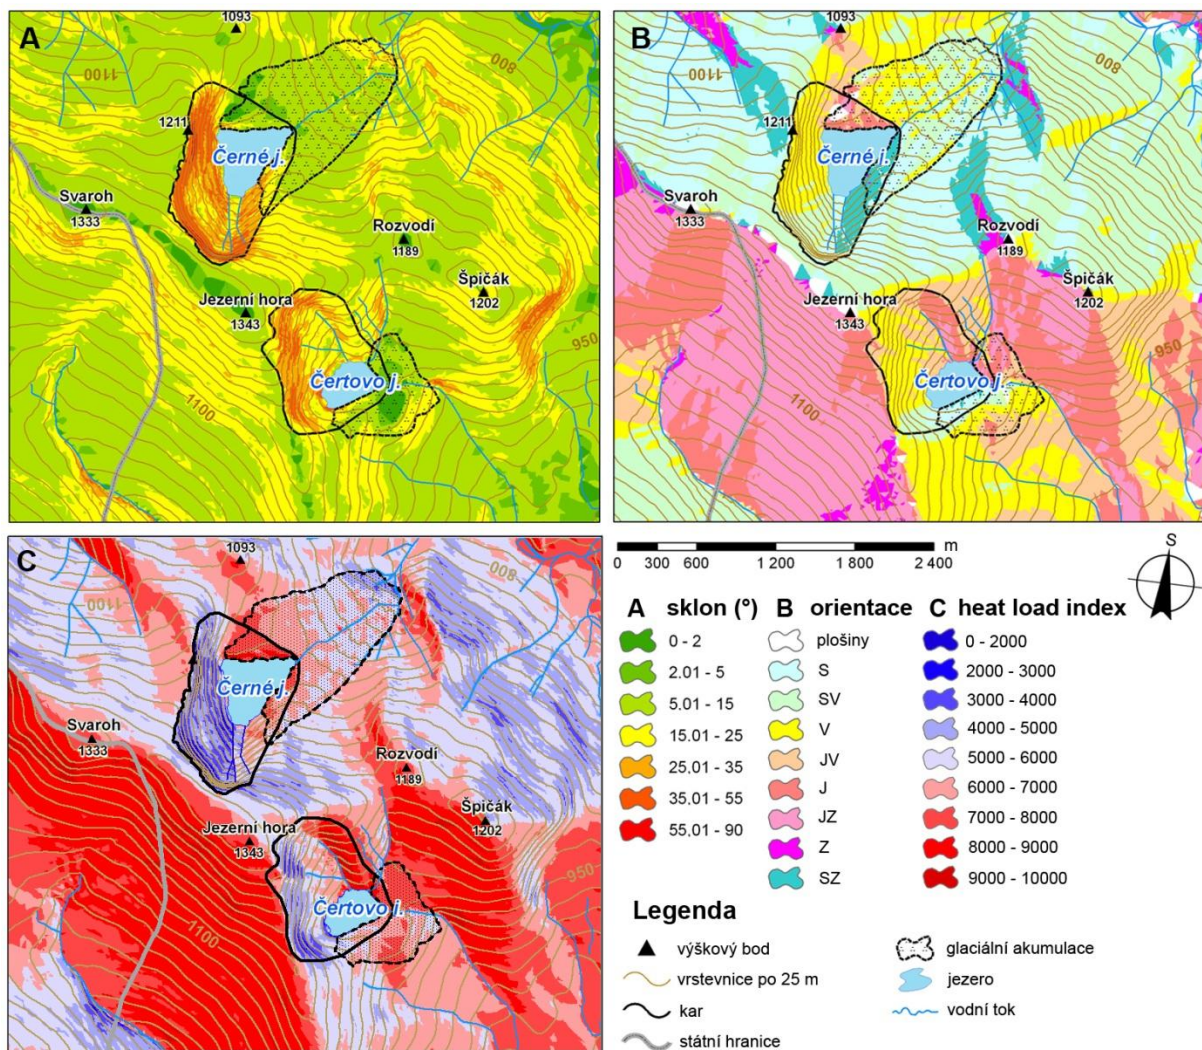 A
1093
1100
800
1211
Černé j.
Svaroh
1333
Rozvodí
1189
Špičák
1202
Jezerní hora
1343
950
Čertovo j.
1100
B
1093
1100
800
1211
Černé j.
Svaroh
1333
Rozvodí
1189
Špičák
1202
Jezerní hora
1343
950
Čertovo j.
1100
C
1093
1100
800
Černé j.
Svaroh
1333
Rozvodí
1189
Špičák
1202
Jezerní hora
1343
950
Čertovo j.
1100
m
0 300 600 1 200 1 800 2 400
S
A sklon (°)
0 - 2
2.01 - 5
5.01 - 15
15.01 - 25
25.01 - 35
35.01 - 55
55.01 - 90
B orientace
plošiny
S
SV
V
JV
J
JZ
Z
SZ
C heat load index
0 - 2000
2000 - 3000
3000 - 4000
4000 - 5000
5000 - 6000
6000 - 7000
7000 - 8000
8000 - 9000
9000 - 10000
Legenda
výškový bod
vrstevnice po 25 m
kar
státní hranice
glaciální akumulace
jezero
vodní tok